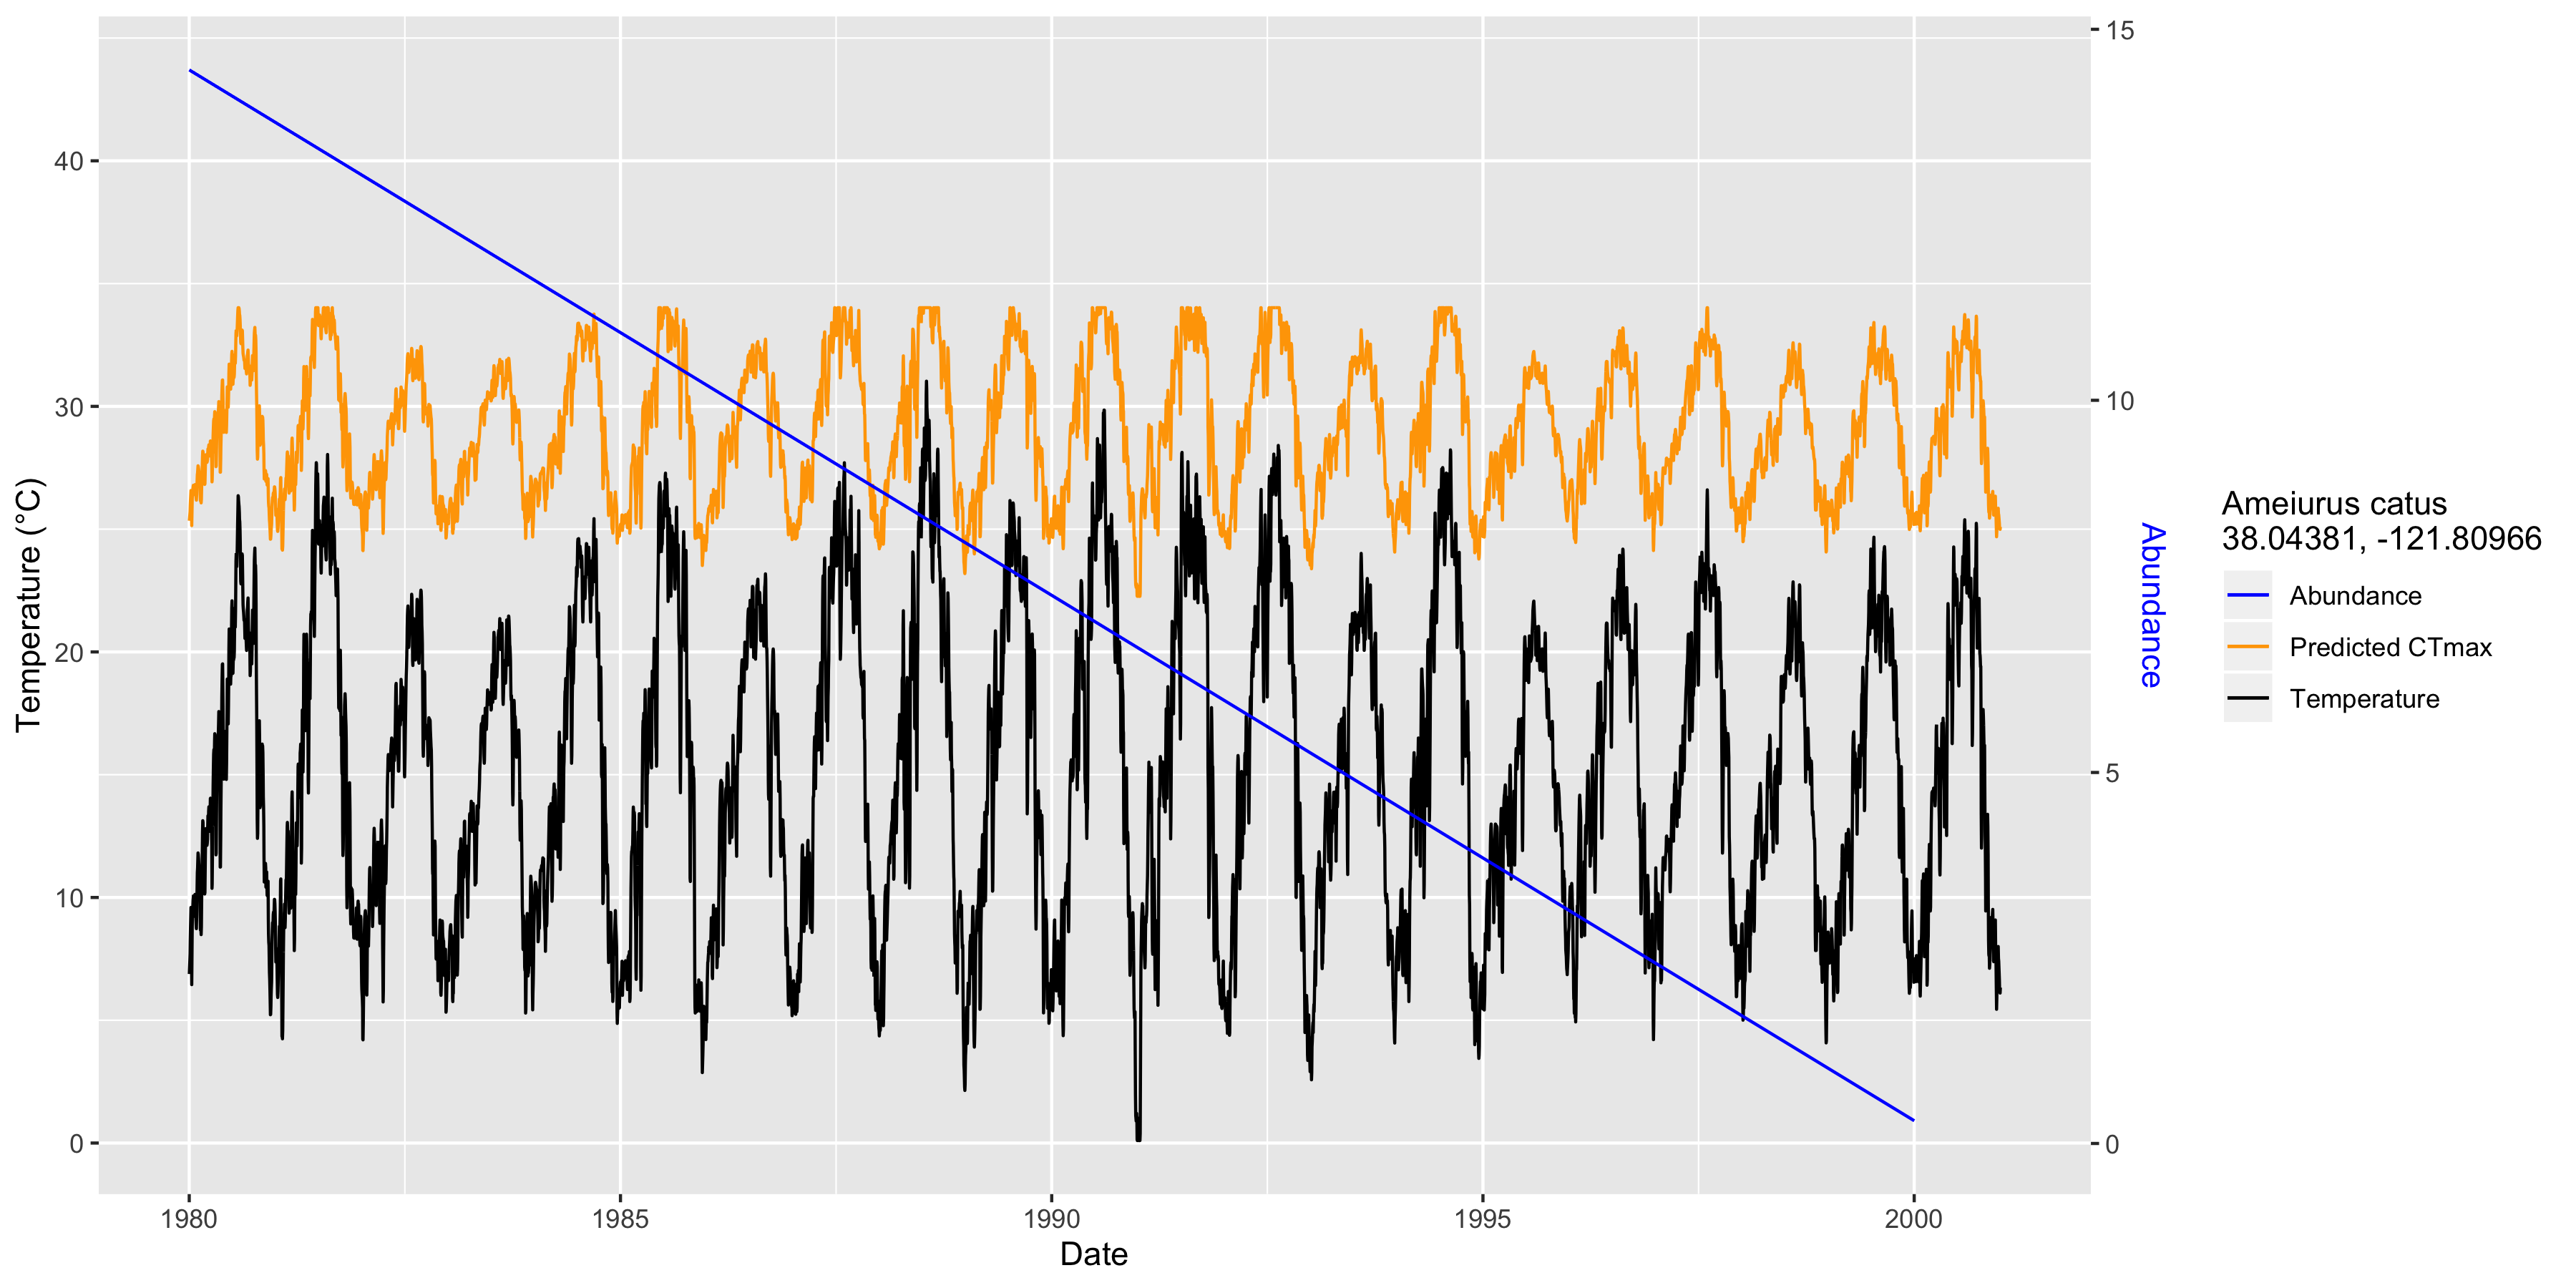 Temperature (°C)
40
30
20
10
0
15
10
5
0
Abundance
1980
1985
1990
1995
2000
Date
Ameiurus catus
38.04381, -121.80966
Abundance
Predicted CTmax
Temperature